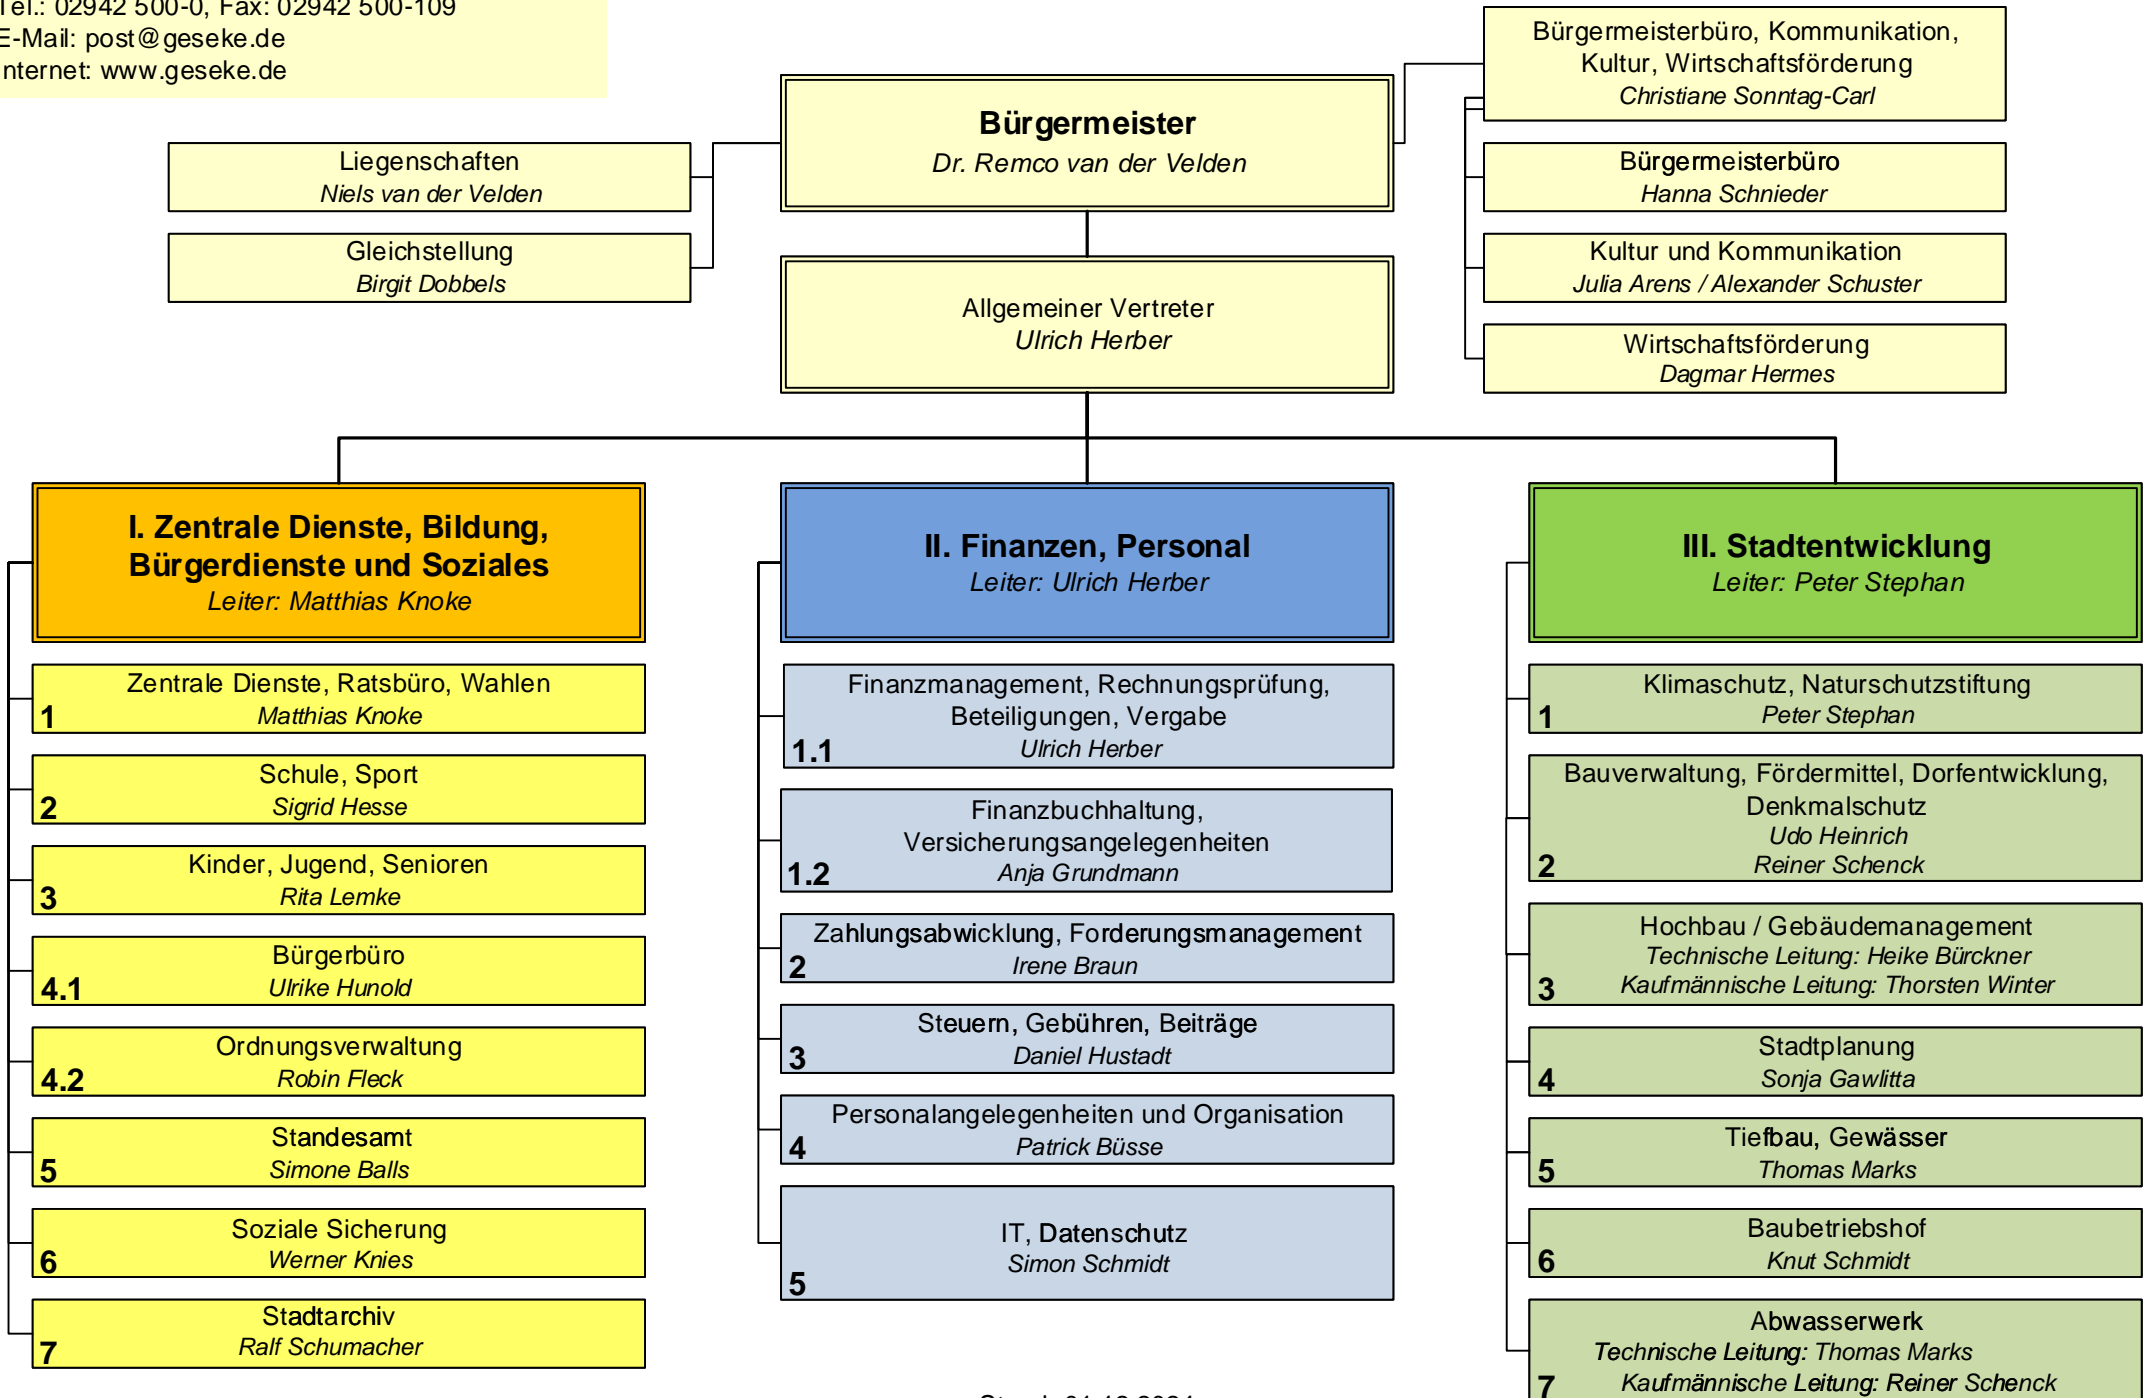 Tel.: 02942 500-0, Fax: 02942 500-109
E-Mail: post@geseke.de
Internet: www.geseke.de
Bürgermeisterbüro, Kommunikation,
Kultur, Wirtschaftsförderung
Christiane Sonntag-Carl
Bürgermeister
Dr. Remco van der Velden
Liegenschaften
Niels van der Velden
Gleichstellung
Birgit Dobbels
Bürgermeisterbüro
Hanna Schnieder
Kultur und Kommunikation
Julia Arens / Alexander Schuster
Wirtschaftsförderung
Dagmar Hermes
Allgemeiner Vertreter
Ulrich Herber
I. Zentrale Dienste, Bildung,
Bürgerdienste und Soziales
Leiter: Matthias Knoke
Zentrale Dienste, Ratsbüro, Wahlen
Matthias Knoke
1
Schule, Sport
Sigrid Hesse
2
Kinder, Jugend, Senioren
Rita Lemke
3
Bürgerbüro
Ulrike Hunold
4.1
Ordnungsverwaltung
Robin Fleck
4.2
Standesamt
Simone Balls
5
Soziale Sicherung
Werner Knies
6
Stadtarchiv
Ralf Schumacher
7
II. Finanzen, Personal
Leiter: Ulrich Herber
Finanzmanagement, Rechnungsprüfung,
Beteiligungen, Vergabe
Ulrich Herber
1.1
Finanzbuchhaltung,
Versicherungsangelegenheiten
Anja Grundmann
1.2
Zahlungsabwicklung, Forderungsmanagement
Irene Braun
2
Steuern, Gebühren, Beiträge
Daniel Hustadt
3
Personalangelegenheiten und Organisation
Patrick Büsse
4
IT, Datenschutz
Simon Schmidt
5
III. Stadtentwicklung
Leiter: Peter Stephan
Klimaschutz, Naturschutzstiftung
Peter Stephan
1
Bauverwaltung, Fördermittel, Dorfentwicklung,
Denkmalschutz
Udo Heinrich
Reiner Schenck
2
Hochbau / Gebäudemanagement
Technische Leitung: Heike Bürckner
Kaufmännische Leitung: Thorsten Winter
3
Stadtplanung
Sonja Gawlitta
4
Tiefbau, Gewässer
Thomas Marks
5
Baubetriebshof
Knut Schmidt
6
Abwasserwerk
Technische Leitung: Thomas Marks
Kaufmännische Leitung: Reiner Schenck
7